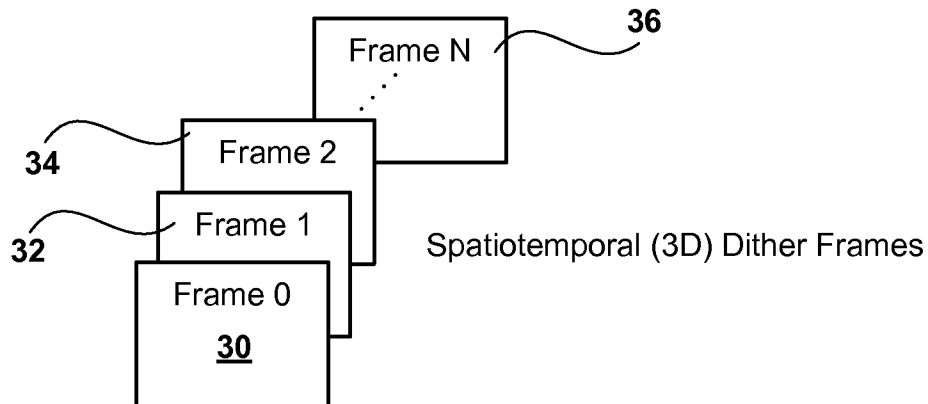 Frame N
36
34
Frame 2
32
Frame 1
Spatiotemporal (3D) Dither Frames
Frame 0
30